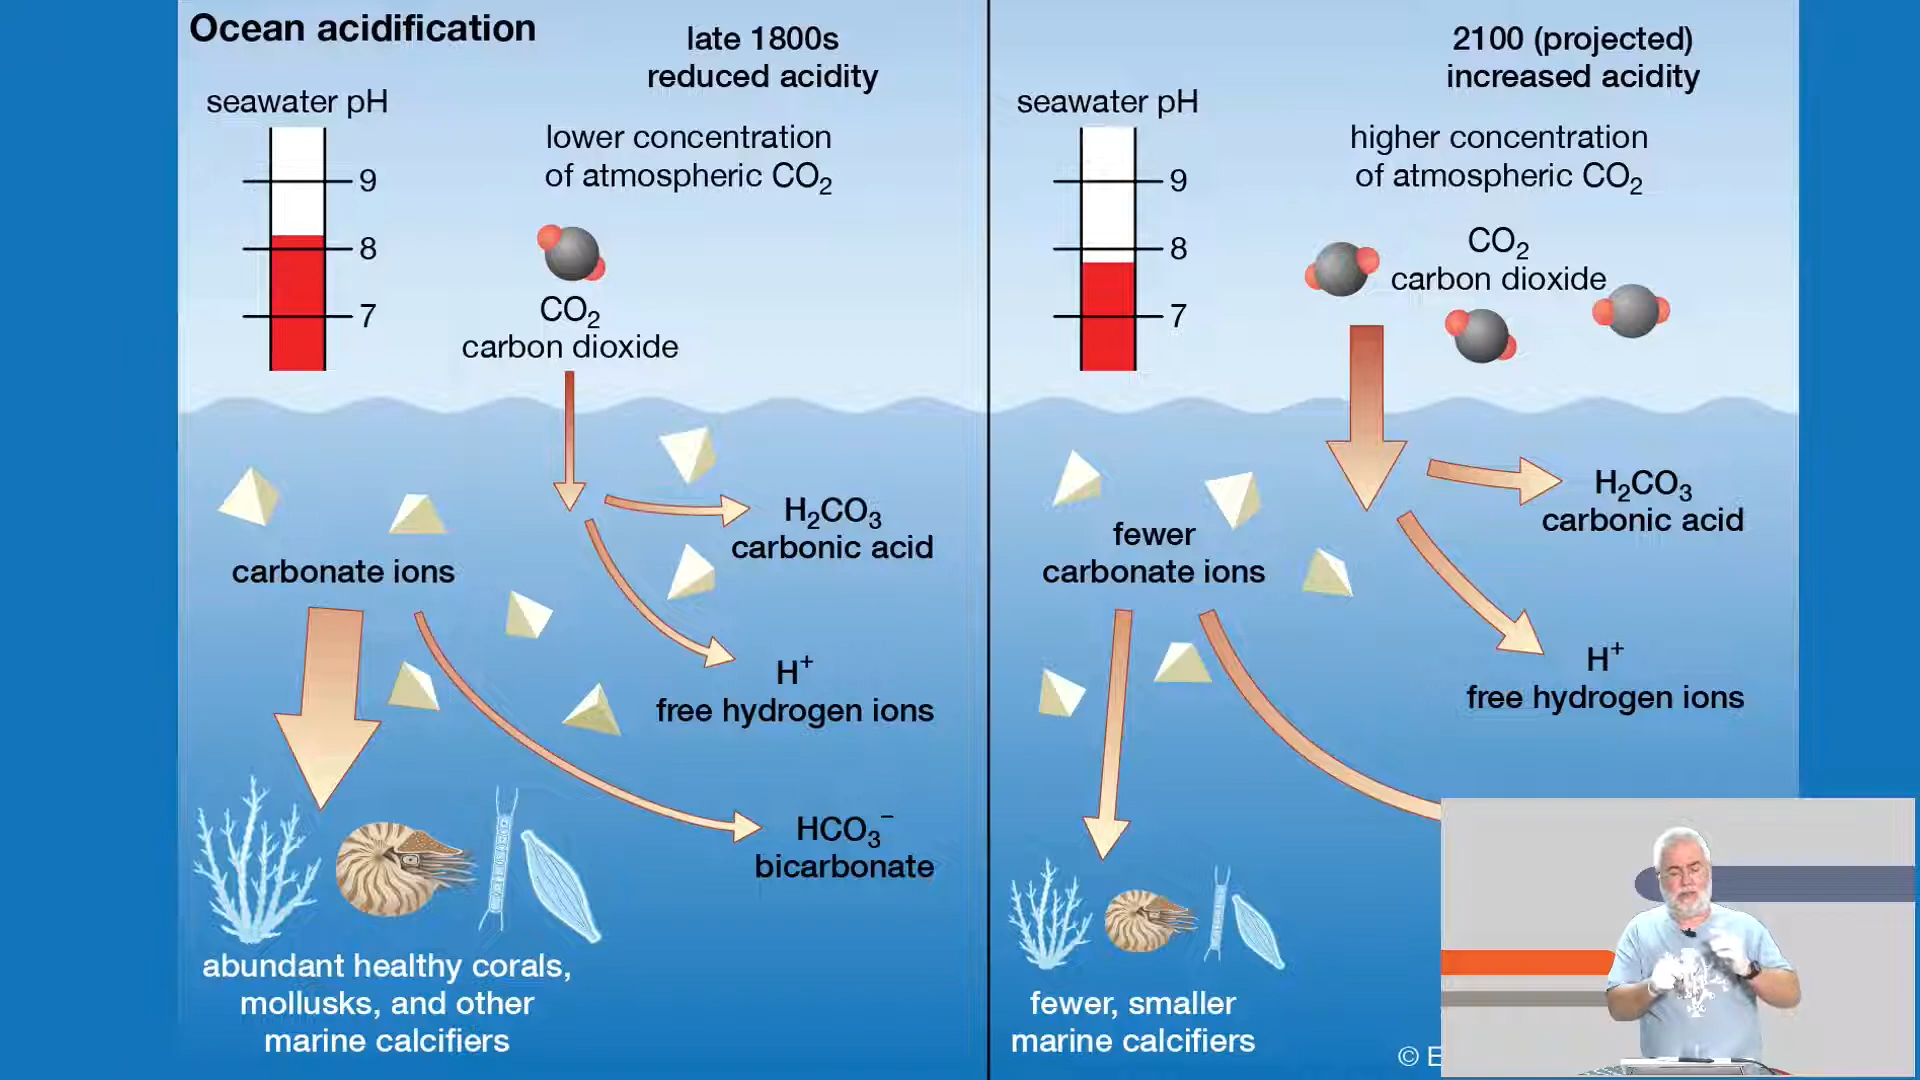 Ocean acidification
late 1800s
reduced acidity
seawater pH
9
8
7
lower concentration
of atmospheric CO₂
CO₂
carbon dioxide
H₂CO₃
carbonic acid
carbonate ions
H⁺
free hydrogen ions
HCO₃⁻
bicarbonate
abundant healthy corals,
mollusks, and other
marine calcifiers
2100 (projected)
increased acidity
seawater pH
9
8
7
higher concentration
of atmospheric CO₂
CO₂
carbon dioxide
H₂CO₃
carbonic acid
fewer
carbonate ions
H⁺
free hydrogen ions
fewer, smaller
marine calcifiers
©